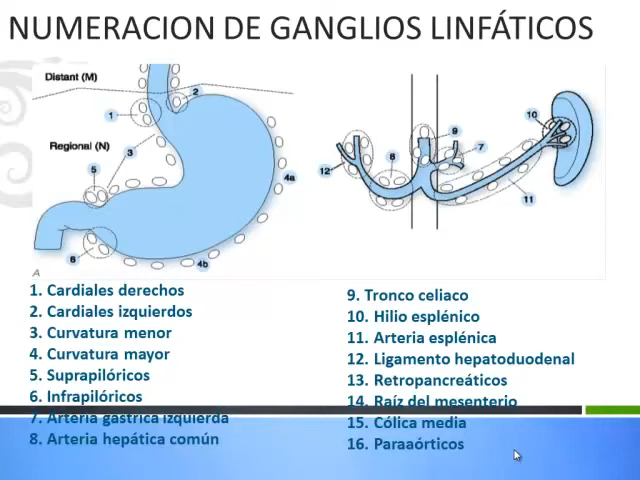 NUMERACION DE GANGLIOS LINFÁTICOS
Distant (M)
Regional (N)
1
2
3
5
4a
6
4b
A
9
10
7
8
12
11
1. Cardiales derechos
2. Cardiales izquierdos
3. Curvatura menor
4. Curvatura mayor
5. Suprapilóricos
6. Infrapilóricos
7. Arteria gástrica izquierda
8. Arteria hepática común
9. Tronco celiaco
10. Hilio esplénico
11. Arteria esplénica
12. Ligamento hepatoduodenal
13. Retropancreáticos
14. Raíz del mesenterio
15. Cólica media
16. Paraaórticos